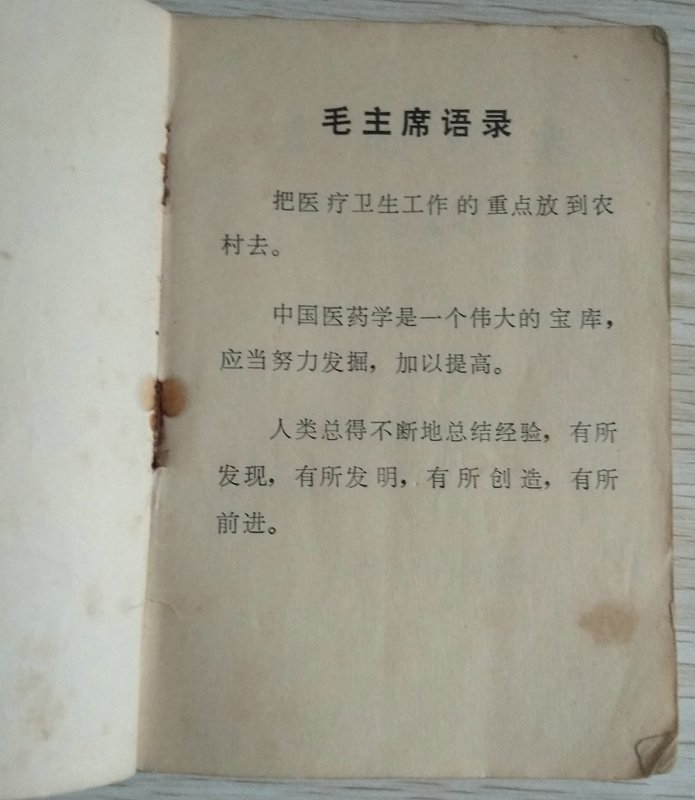 毛主席语录
把医疗卫生工作的重点放到农
村去。
中国医药学是一个伟大的宝库，
应当努力发掘，加以提高。
人类总得不断地总结经验，有所
发现，有所发明，有所创造，有所
前进。